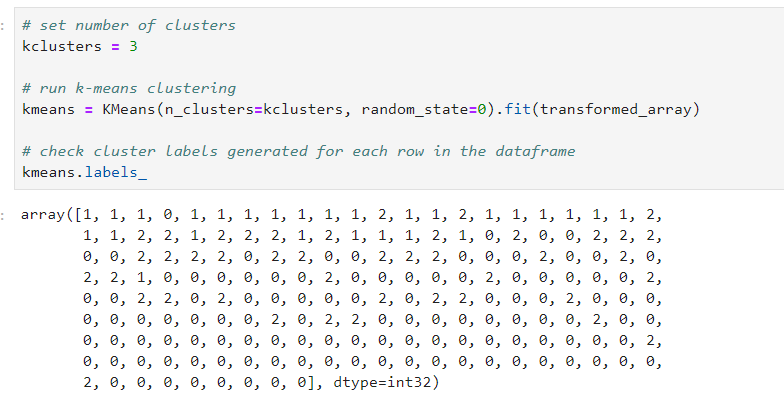 # set number of clusters
kclusters = 3
# run k-means clustering
kmeans = KMeans(n_clusters=kclusters, random_state=0).fit(transformed_array)
# check cluster labels generated for each row in the dataframe
kmeans.labels_
array([1, 1, 1, 0, 1, 1, 1, 1, 1, 1, 1, 2, 1, 1, 2, 1, 1, 1, 1, 1, 1, 2,
1, 1, 2, 2, 1, 2, 2, 2, 1, 2, 1, 1, 1, 2, 1, 0, 2, 0, 0, 2, 2, 2,
0, 0, 2, 2, 2, 2, 0, 2, 2, 0, 0, 2, 2, 2, 0, 0, 0, 2, 0, 0, 2, 0,
2, 2, 1, 0, 0, 0, 0, 0, 0, 2, 0, 0, 0, 0, 0, 2, 0, 0, 0, 0, 0, 2,
0, 0, 2, 2, 0, 2, 0, 0, 0, 0, 0, 2, 0, 2, 2, 0, 0, 0, 2, 0, 0, 0,
0, 0, 0, 0, 0, 0, 0, 2, 0, 2, 2, 0, 0, 0, 0, 0, 0, 0, 0, 2, 0, 0,
0, 0, 0, 0, 0, 0, 0, 0, 0, 0, 0, 0, 0, 0, 0, 0, 0, 0, 0, 0, 0, 2,
0, 0, 0, 0, 0, 0, 0, 0, 0, 0, 0, 0, 0, 0, 0, 0, 0, 0, 0, 0, 0, 0,
2, 0, 0, 0, 0, 0, 0, 0, 0], dtype=int32)